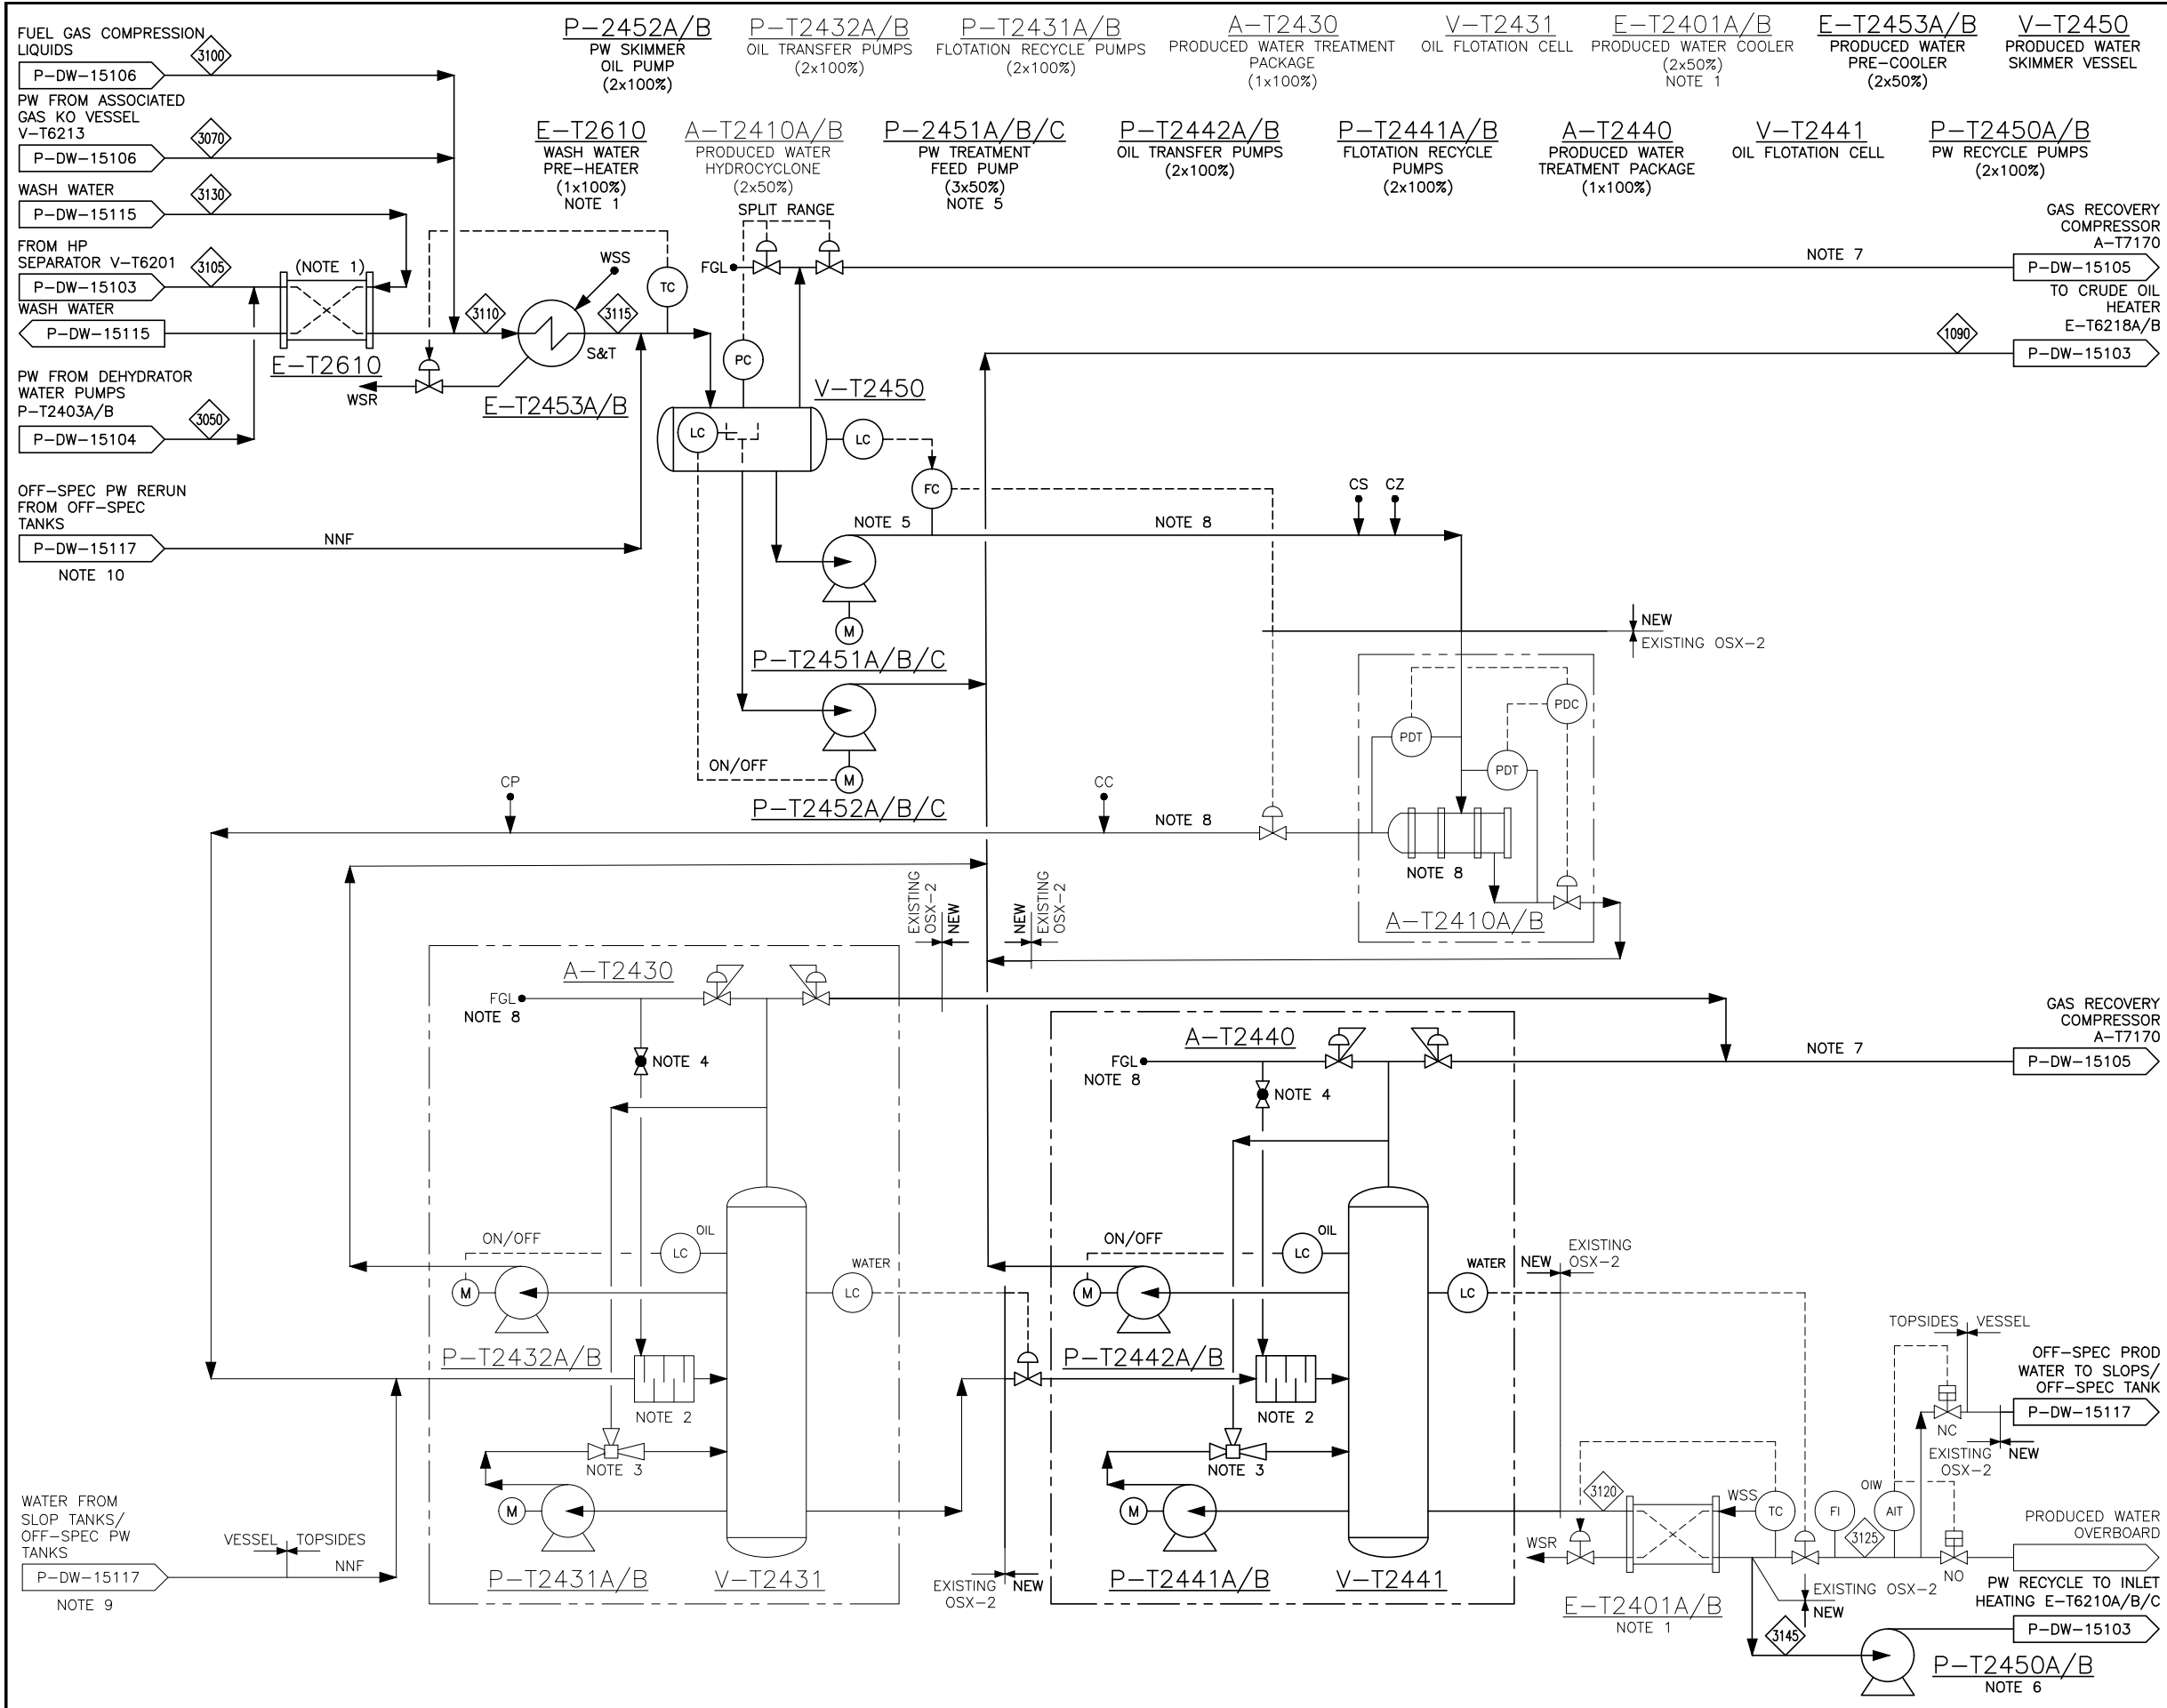 P-2452A/B
PW SKIMMER
OIL PUMP
(2x100%)
P-T2432A/B
OIL TRANSFER PUMPS
(2x100%)
P-T2431A/B
FLOTATION RECYCLE PUMPS
(2x100%)
A-T2430
PRODUCED WATER TREATMENT
PACKAGE
(1x100%)
V-T2431
OIL FLOTATION CELL
E-T2401A/B
PRODUCED WATER COOLER
(2x50%)
NOTE 1
E-T2453A/B
PRODUCED WATER
PRE-COOLER
(2x50%)
V-T2450
PRODUCED WATER
SKIMMER VESSEL
E-T2610
WASH WATER
PRE-HEATER
(1x100%)
NOTE 1
A-T2410A/B
PRODUCED WATER
HYDROCYCLONE
(2x50%)
P-2451A/B/C
PW TREATMENT
FEED PUMP
(3x50%)
NOTE 5
P-T2442A/B
OIL TRANSFER PUMPS
(2x100%)
P-T2441A/B
FLOTATION RECYCLE
PUMPS
(2x100%)
A-T2440
PRODUCED WATER
TREATMENT PACKAGE
(1x100%)
V-T2441
OIL FLOTATION CELL
P-T2450A/B
PW RECYCLE PUMPS
(2x100%)
FUEL GAS COMPRESSION
LIQUIDS
P-DW-15106
3100
PW FROM ASSOCIATED
GAS KO VESSEL
V-T6213
P-DW-15106
3070
WASH WATER
P-DW-15115
3130
FROM HP
SEPARATOR V-T6201
P-DW-15103
3105
WASH WATER
P-DW-15115
PW FROM DEHYDRATOR
WATER PUMPS
P-T2403A/B
P-DW-15104
3050
OFF-SPEC PW RERUN
FROM OFF-SPEC
TANKS
P-DW-15117
NOTE 10
NNF
(NOTE 1)
E-T2610
3110
WSS
3115
S&T
TC
WSR
E-T2453A/B
SPLIT RANGE
FGL
PC
V-T2450
LC
LC
FC
NOTE 7
GAS RECOVERY
COMPRESSOR
A-T7170
P-DW-15105
TO CRUDE OIL
HEATER
E-T6218A/B
P-DW-15103
1090
NOTE 5
NOTE 8
CS
CZ
M
P-T2451A/B/C
ON/OFF
M
P-T2452A/B/C
NEW
EXISTING OSX-2
PDC
PDT
PDT
NOTE 8
A-T2410A/B
CP
CC
NOTE 8
EXISTING
OSX-2
NEW
NEW
EXISTING
OSX-2
A-T2430
FGL
NOTE 8
NOTE 4
ON/OFF
OIL
LC
WATER
LC
M
P-T2432A/B
NOTE 2
NOTE 3
M
P-T2431A/B
V-T2431
EXISTING
OSX-2
NEW
A-T2440
FGL
NOTE 8
NOTE 4
NOTE 7
GAS RECOVERY
COMPRESSOR
A-T7170
P-DW-15105
ON/OFF
OIL
LC
WATER
LC
NEW
EXISTING
OSX-2
M
P-T2442A/B
NOTE 2
NOTE 3
M
P-T2441A/B
V-T2441
WATER FROM
SLOP TANKS/
OFF-SPEC PW
TANKS
P-DW-15117
NOTE 9
VESSEL
TOPSIDES
NNF
3120
WSS
WSR
E-T2401A/B
NOTE 1
TC
FI
3125
OIW
AIT
TOPSIDES
VESSEL
NC
EXISTING
OSX-2
NEW
OFF-SPEC PROD
WATER TO SLOPS/
OFF-SPEC TANK
P-DW-15117
NO
PRODUCED WATER
OVERBOARD
EXISTING OSX-2
NEW
PW RECYCLE TO INLET
HEATING E-T6210A/B/C
P-DW-15103
3145
P-T2450A/B
NOTE 6